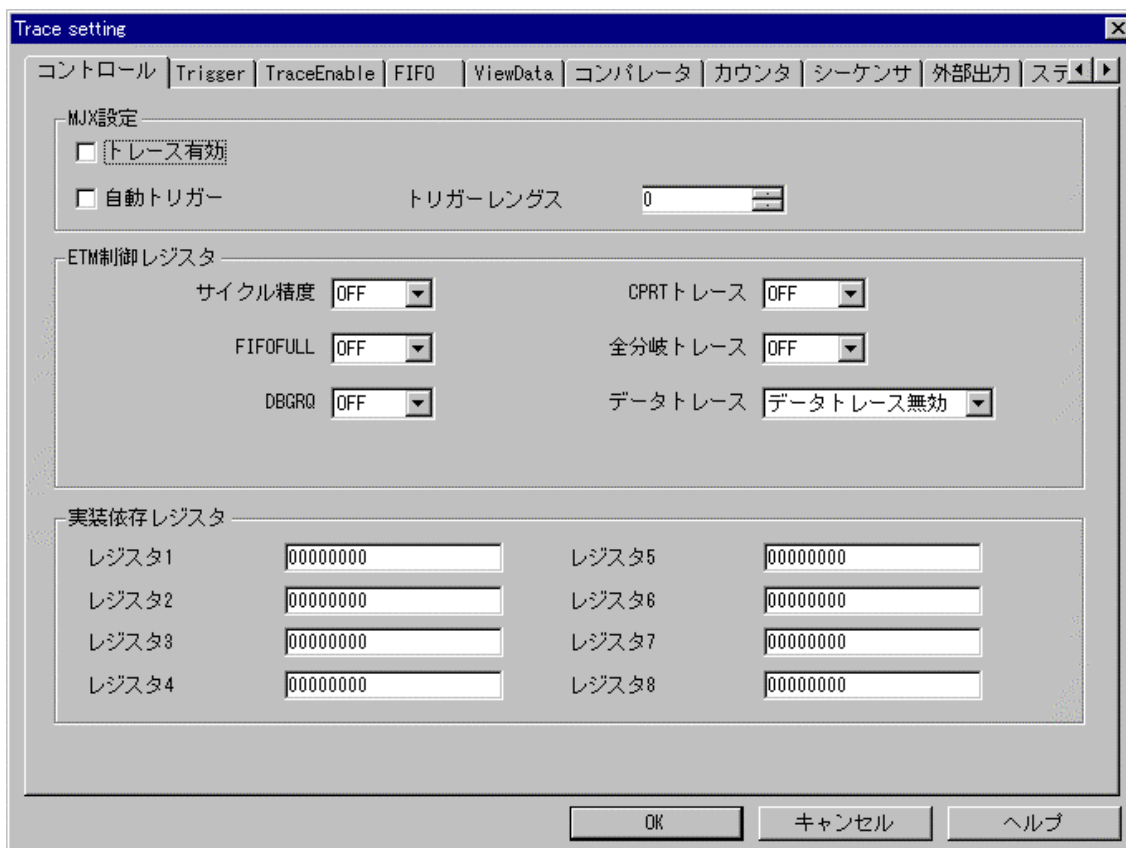 Trace setting
コントロール Trigger TraceEnable FIFO ViewData コンパレータ カウンタ シーケンサ 外部出力 ステ
MJX設定
トレース有効
自動トリガー トリガーレングス 0
ETM制御レジスタ
サイクル精度 OFF CPRTトレース OFF
FIFOFULL OFF 全分岐トレース OFF
DBGRQ OFF データトレース データトレース無効
実装依存レジスタ
レジスタ1 00000000 レジスタ5 00000000
レジスタ2 00000000 レジスタ6 00000000
レジスタ3 00000000 レジスタ7 00000000
レジスタ4 00000000 レジスタ8 00000000
OK キャンセル ヘルプ